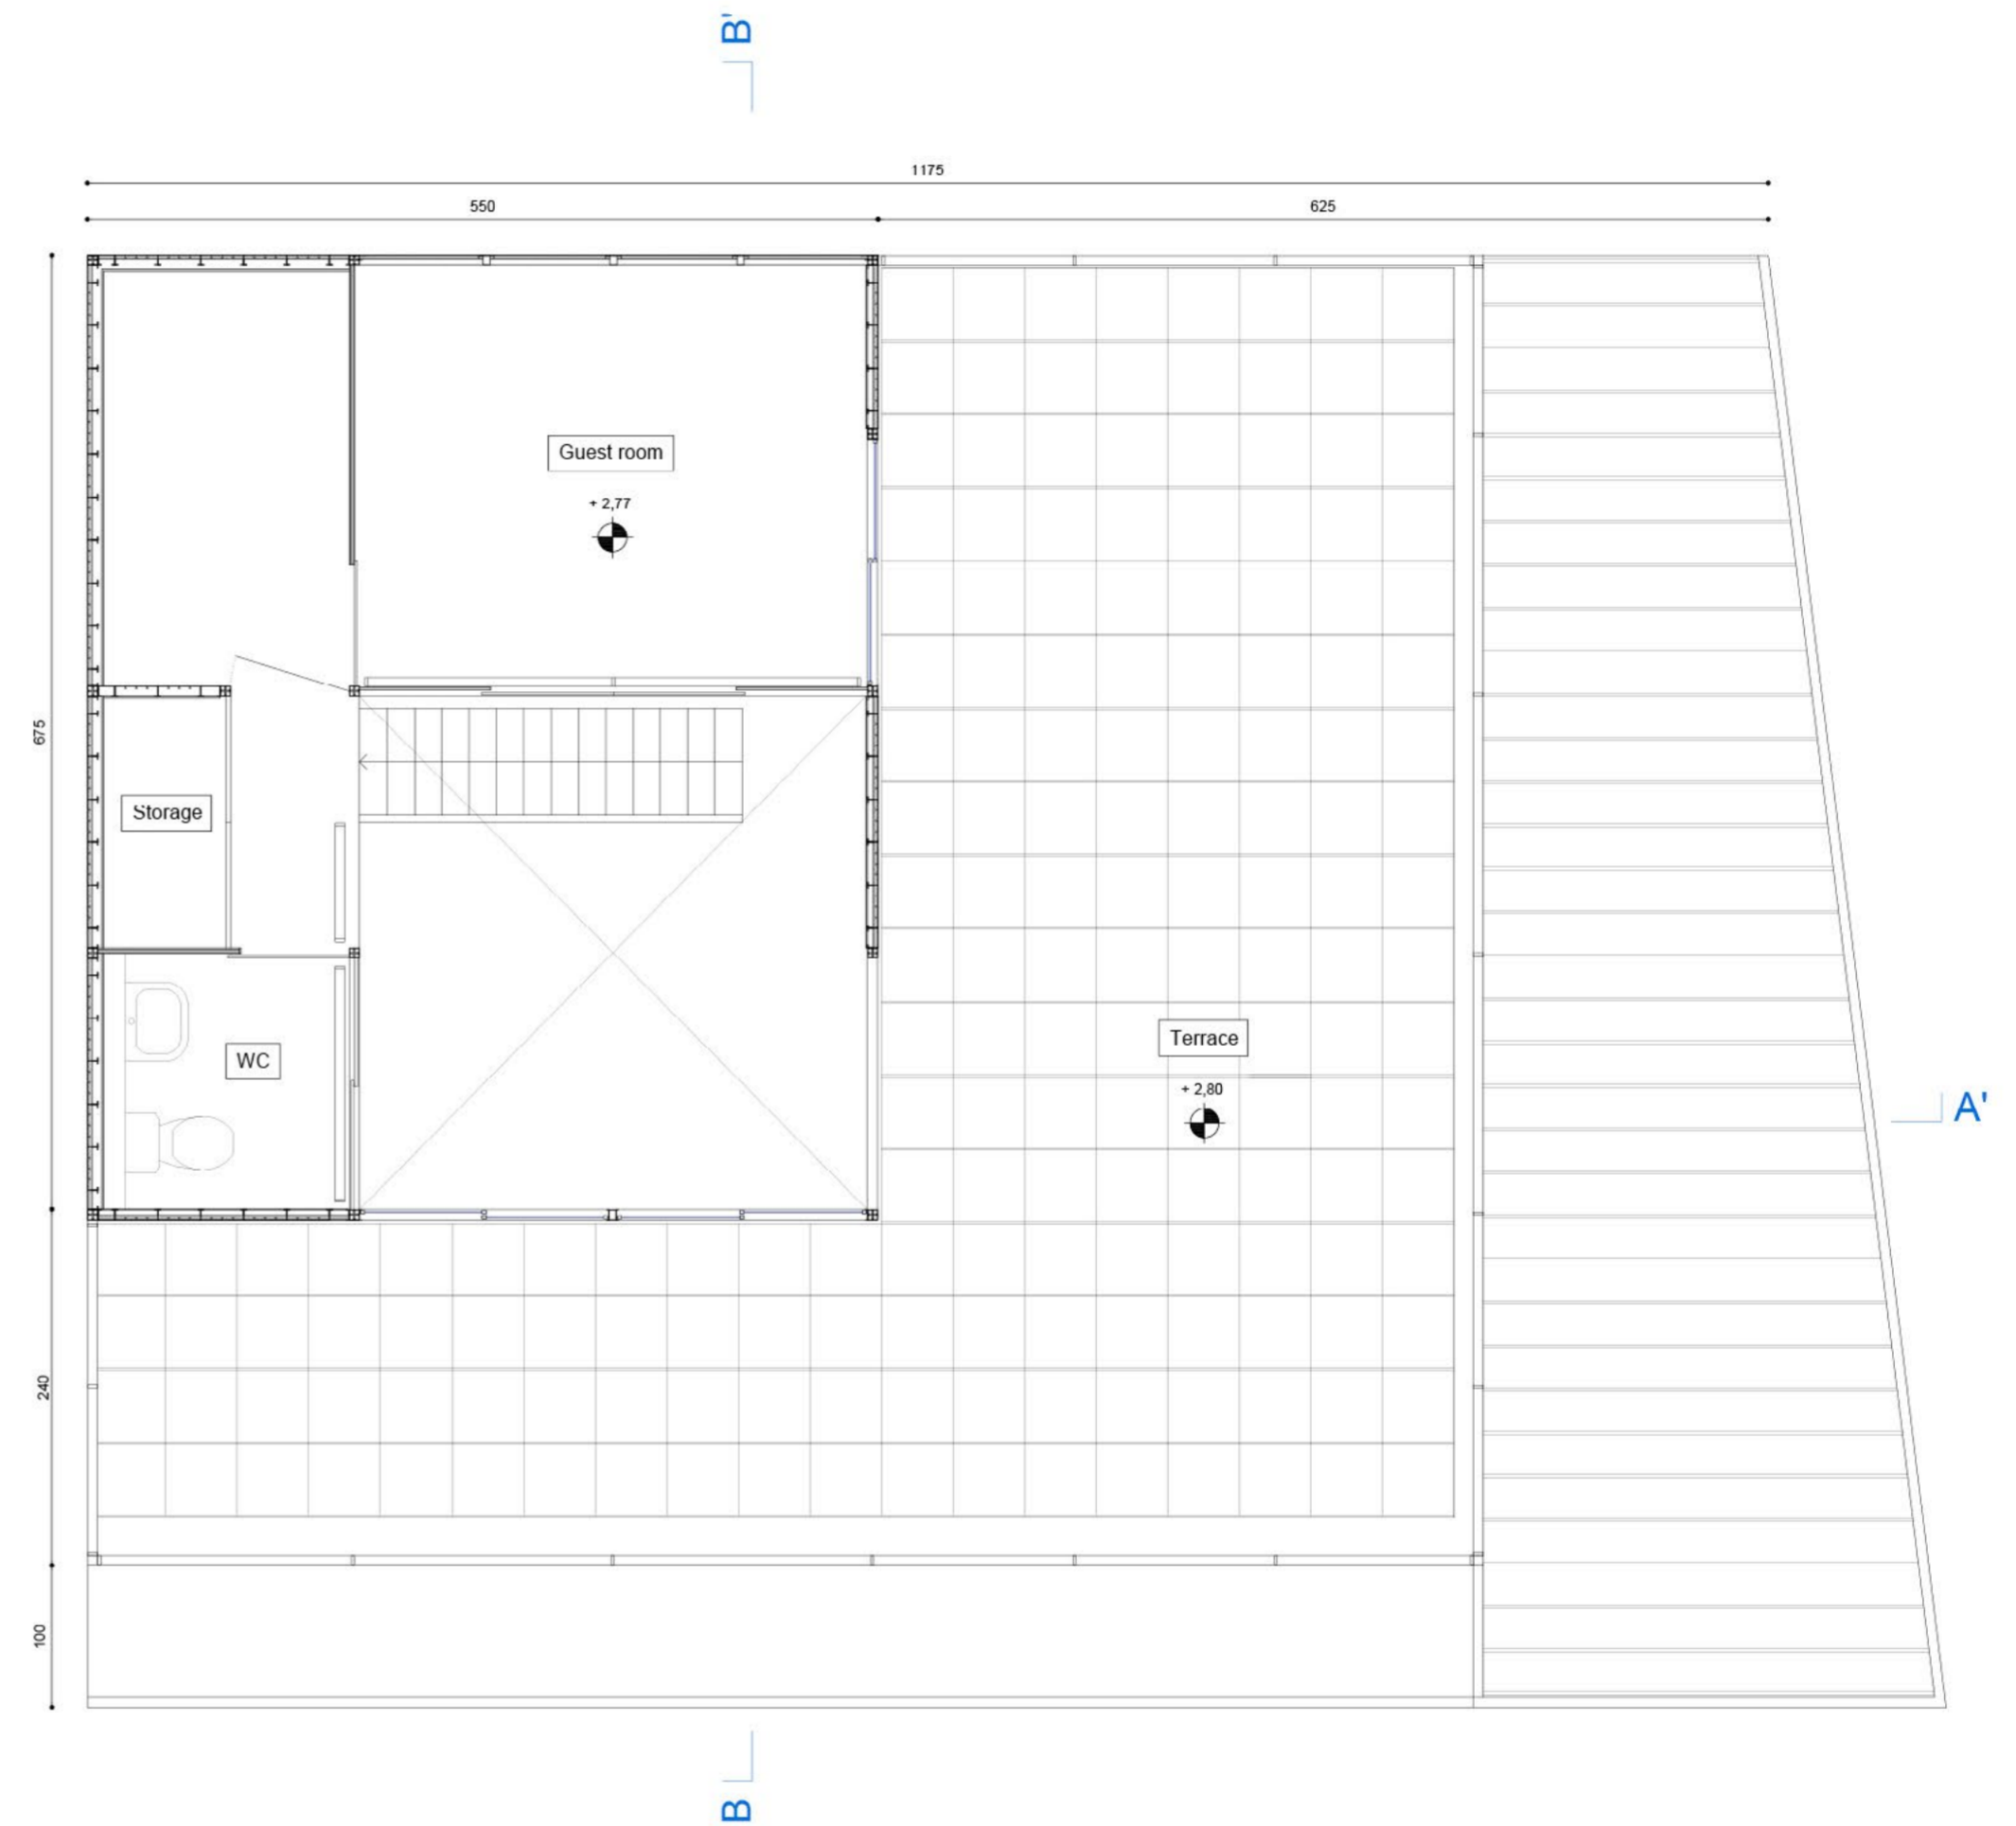 B'
1175
550
625
Guest room
+ 2,77
675
Storage
WC
Terrace
+ 2,80
A'
240
100
B